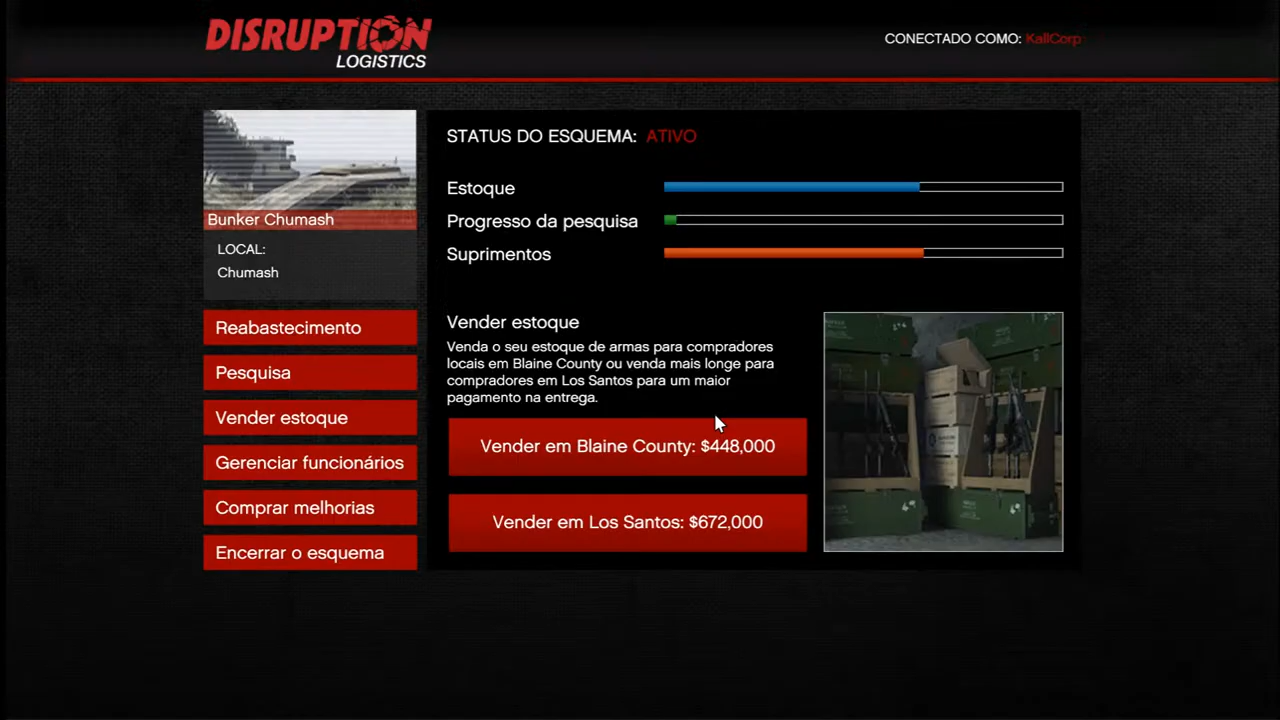 DISRUPTION
LOGISTICS
CONECTADO COMO: KallCorp
Bunker Chumash
LOCAL:
Chumash
Reabastecimento
Pesquisa
Vender estoque
Gerenciar funcionários
Comprar melhorias
Encerrar o esquema
STATUS DO ESQUEMA: ATIVO
Estoque
Progresso da pesquisa
Suprimentos
Vender estoque
Venda o seu estoque de armas para compradores
locais em Blaine County ou venda mais longe para
compradores em Los Santos para um maior
pagamento na entrega.
Vender em Blaine County: $448,000
Vender em Los Santos: $672,000